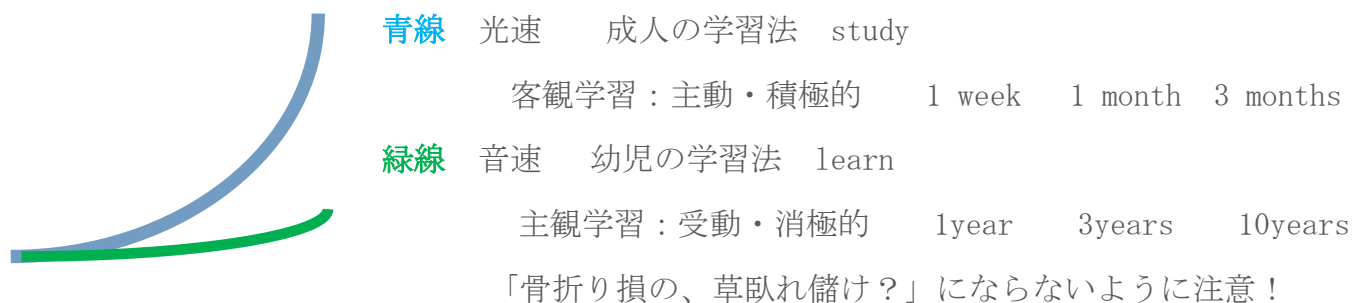 青線 光速 成人の学習法 study
客観学習：主動・積極的 1 week 1 month 3 months
緑線 音速 幼児の学習法 learn
主観学習：受動・消極的 1year 3years 10years
「骨折り損の、草臥れ儲け？」にならないように注意！